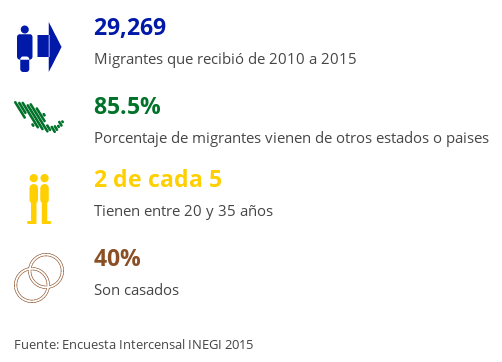 29,269
Migrantes que recibió de 2010 a 2015
85.5%
Porcentaje de migrantes vienen de otros estados o paises
2 de cada 5
Tienen entre 20 y 35 años
40%
Son casados
Fuente: Encuesta Intercensal INEGI 2015